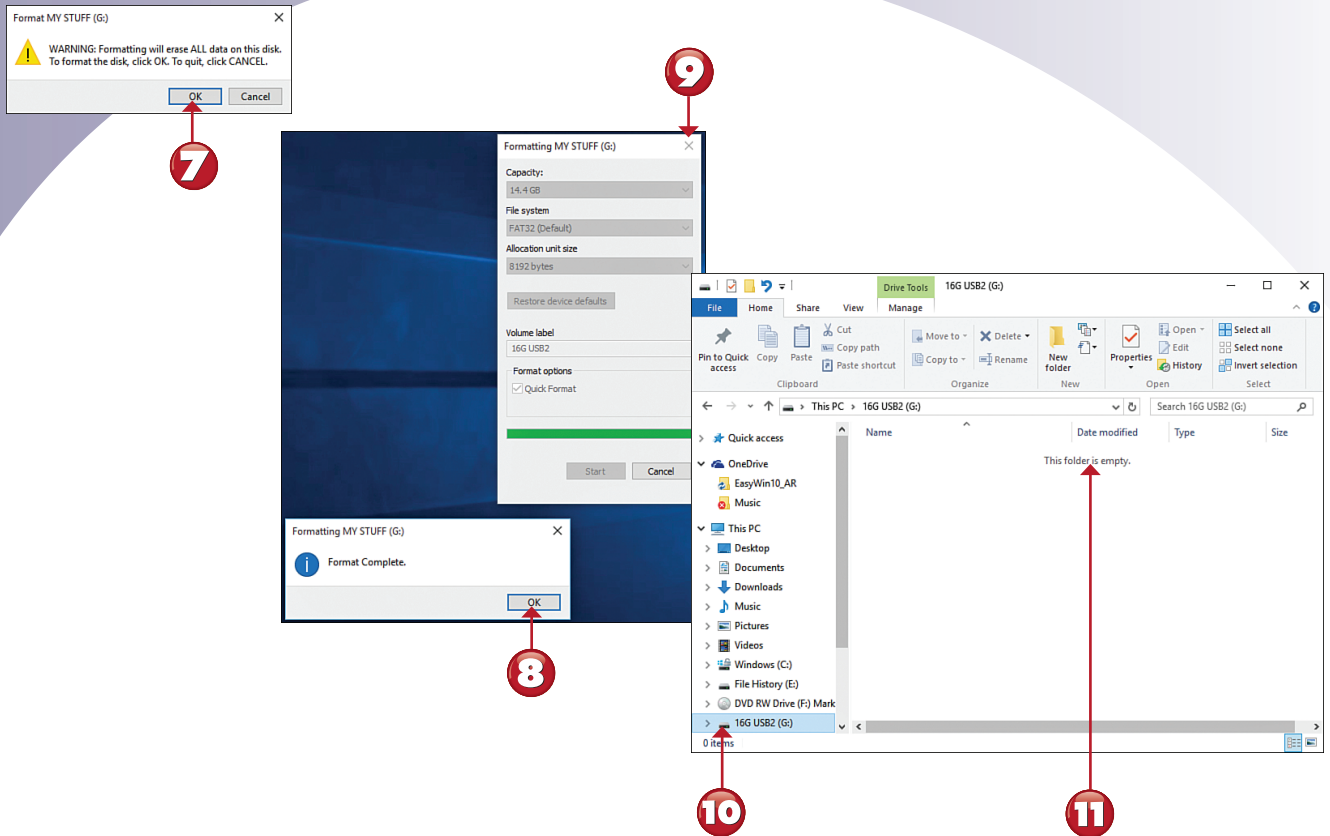 Format MY STUFF (G:)
WARNING: Formatting will erase ALL data on this disk.
To format the disk, click OK. To quit, click CANCEL.
OK
Cancel
7
9
Formatting MY STUFF (G:)
Capacity:
14.4 GB
File system
FAT32 (Default)
Allocation unit size
8192 bytes
Restore device defaults
Volume label
16G USB2
Format options
Quick Format
Start
Cancel
Formatting MY STUFF (G:)
Format Complete.
OK
8
Drive Tools
16G USB2 (G:)
File
Home
Share
View
Manage
Pin to Quick
access
Copy
Paste
Cut
Copy path
Paste shortcut
Clipboard
Move to
Copy to
Delete
Rename
Organize
New
folder
New
Properties
Open
Edit
History
Open
Select all
Select none
Invert selection
Select
This PC > 16G USB2 (G:)
Search 16G USB2 (G:)
Name
Date modified
Type
Size
This folder is empty.
Quick access
OneDrive
EasyWin10_AR
Music
This PC
Desktop
Documents
Downloads
Music
Pictures
Videos
Windows (C:)
File History (E:)
DVD RW Drive (F:) Mark
16G USB2 (G:)
0 items
10
11